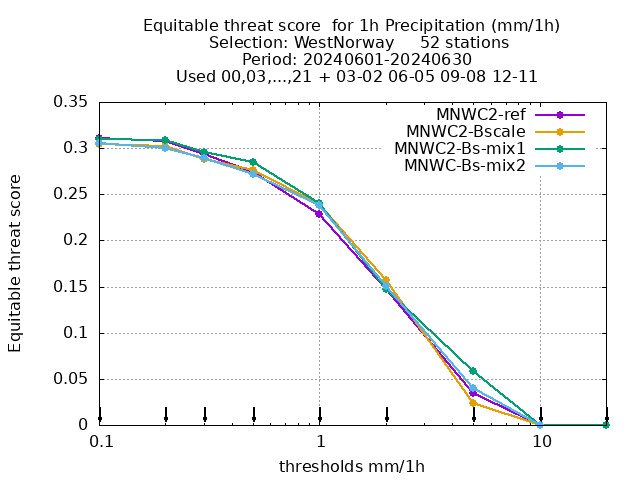 Equitable threat score  for 1h Precipitation (mm/1h)
Selection: WestNorway     52 stations
Period: 20240601-20240630
Used 00,03,...,21 + 03-02 06-05 09-08 12-11
MNWC2-ref
MNWC2-Bscale
MNWC2-Bs-mix1
MNWC-Bs-mix2
Equitable threat score
0.35
0.3
0.25
0.2
0.15
0.1
0.05
0
0.1 1 10
thresholds mm/1h